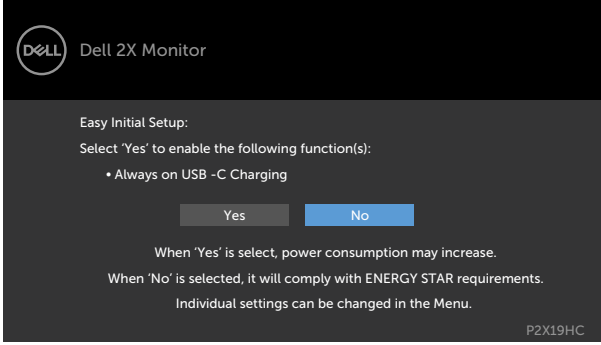 DELL
Dell 2X Monitor
Easy Initial Setup:
Select ‘Yes’ to enable the following function(s):
• Always on USB -C Charging
Yes No
When ‘Yes’ is select, power consumption may increase.
When ‘No’ is selected, it will comply with ENERGY STAR requirements.
Individual settings can be changed in the Menu.
P2X19HC